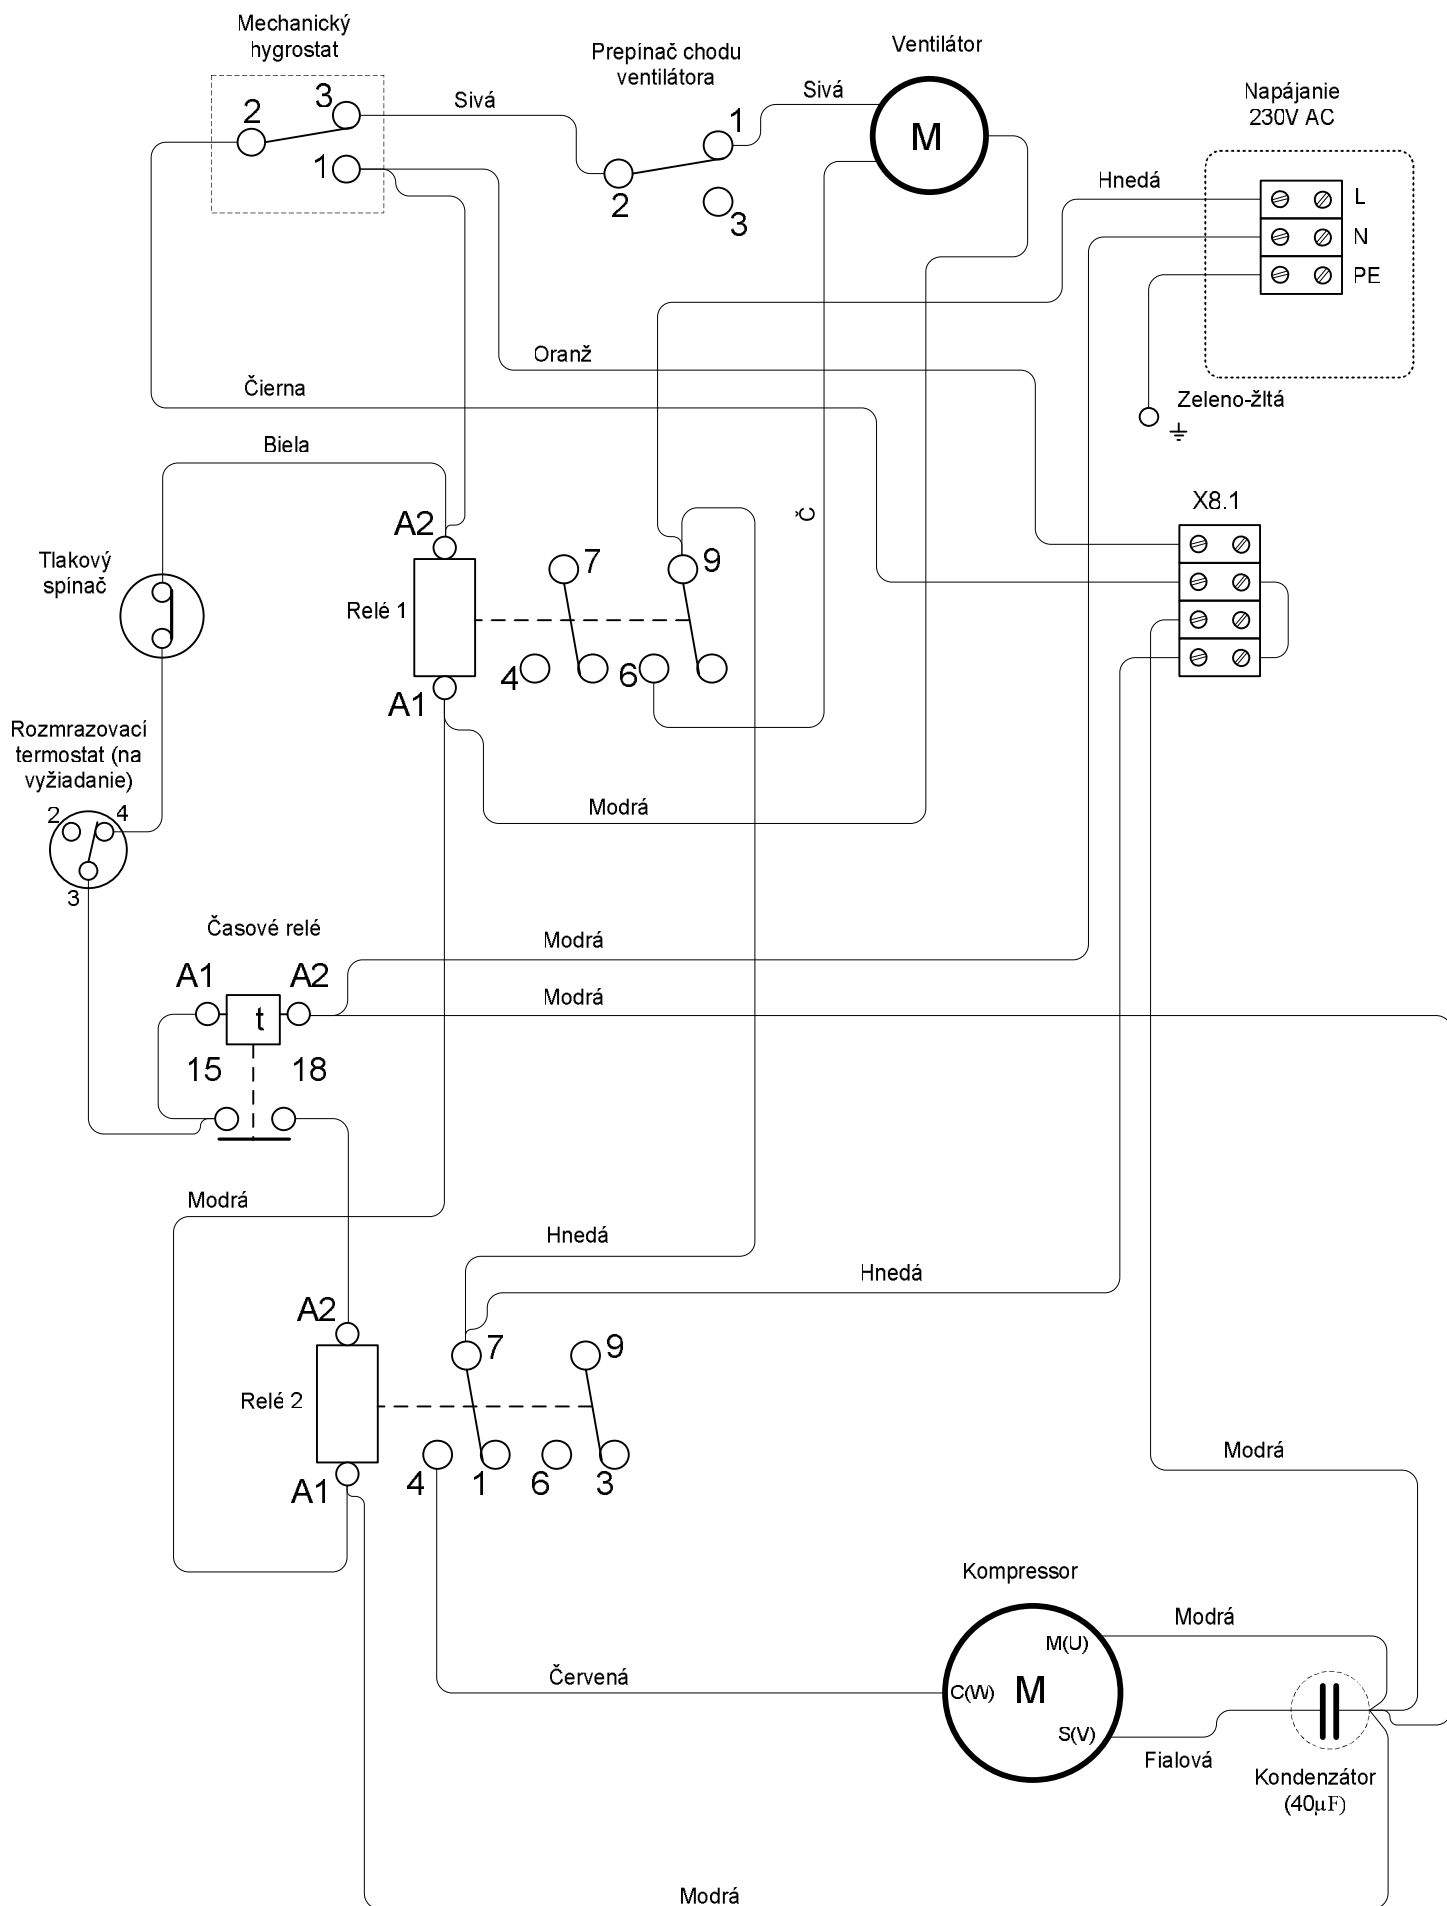 Mechanický
hygrostat
Prepínač chodu
ventilátora
Ventilátor
Napájanie
230V AC
2
3
1
Sivá
1
2
3
Sivá
M
Hnedá
L
N
PE
Zeleno-žltá
Oranž
Čierna
Biela
Č
X8.1
Tlakový
spínač
A2
Relé 1
A1
7
9
4
6
Rozmrazovací
termostat (na
vyžiadanie)
2
4
3
Modrá
Časové relé
A1
A2
t
15
18
Modrá
Modrá
Modrá
Hnedá
Hnedá
A2
Relé 2
A1
7
9
4
1
6
3
Modrá
Kompressor
M(U)
C(W)
M
S(V)
Modrá
Červená
Fialová
Kondenzátor
(40µF)
Modrá